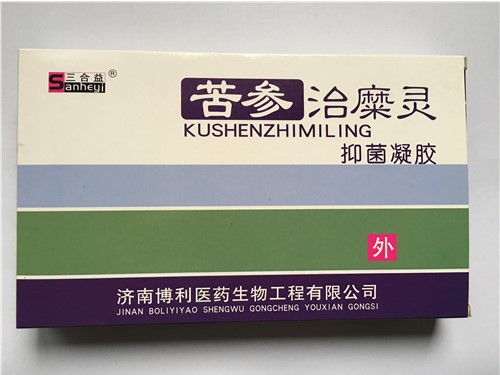 三合益®
Sanheyi
苦参治糜灵
KUSHENZHIMILING
抑菌凝胶
外
济南博利医药生物工程有限公司
JINAN BOLIYIYAO SHENGWU GONGCHENG YOUXIAN GONGSI